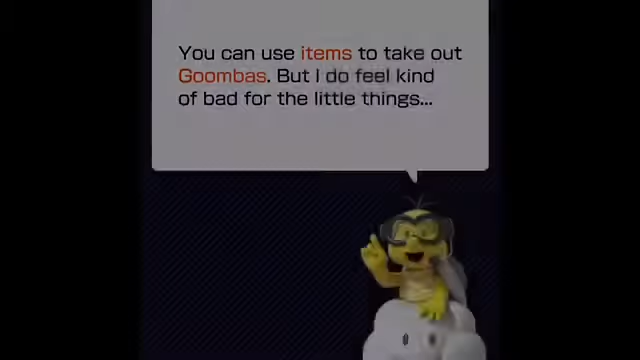 You can use items to take out
Goombas. But I do feel kind
of bad for the little things...